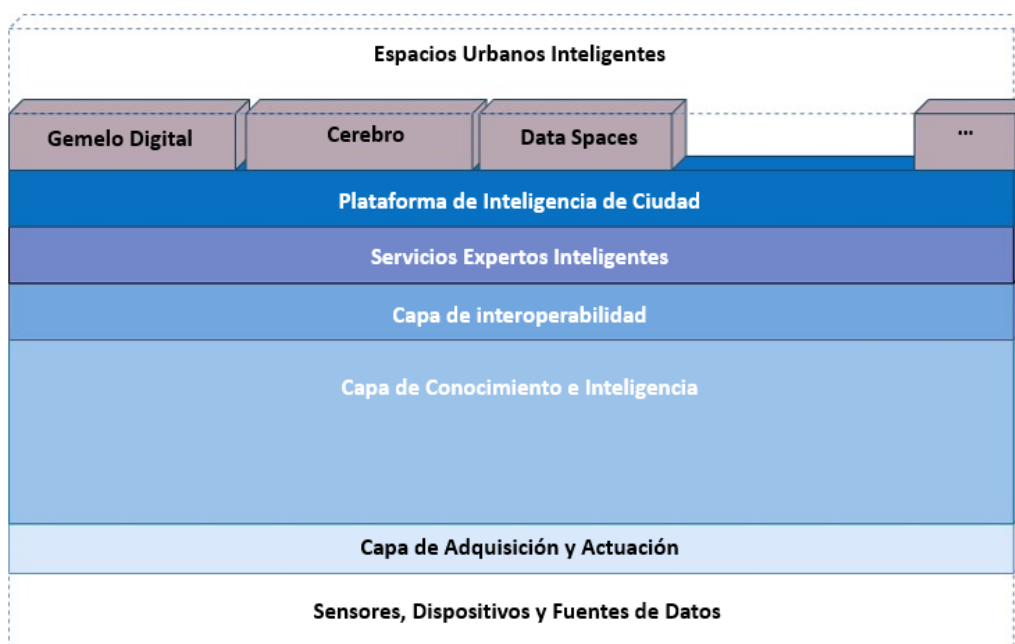 Espacios Urbanos Inteligentes
Gemelo Digital
Cerebro
Data Spaces
...
Plataforma de Inteligencia de Ciudad
Servicios Expertos Inteligentes
Capa de interoperabilidad
Capa de Conocimiento e Inteligencia
Capa de Adquisición y Actuación
Sensores, Dispositivos y Fuentes de Datos